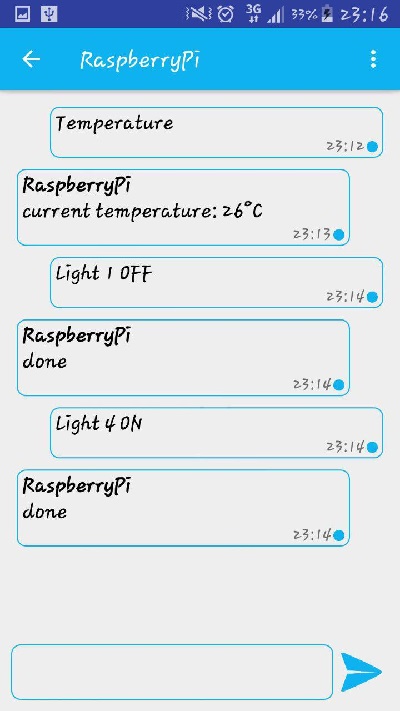 3G 33% 23:16
RaspberryPi
Temperature
23:12
RaspberryPi
current temperature: 26°C
23:13
Light 1 OFF
23:14
RaspberryPi
done
23:14
Light 4 ON
23:14
RaspberryPi
done
23:14